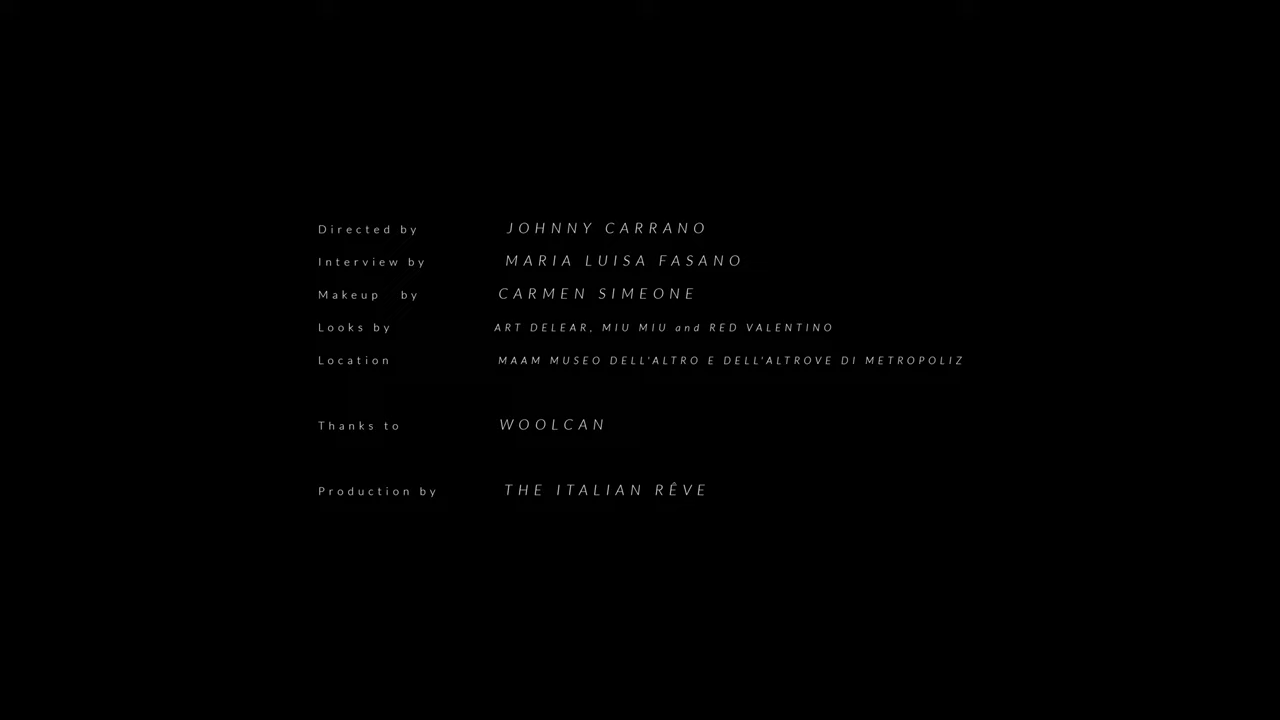 Directed by JOHNNY CARRANO
Interview by MARIA LUISA FASANO
Makeup by CARMEN SIMEONE
Looks by ART DELEAR, MIU MIU and RED VALENTINO
Location MAAM MUSEO DELL'ALTRO E DELL'ALTROVE DI METROPOLIZ
Thanks to WOOLCAN
Production by THE ITALIAN RÊVE